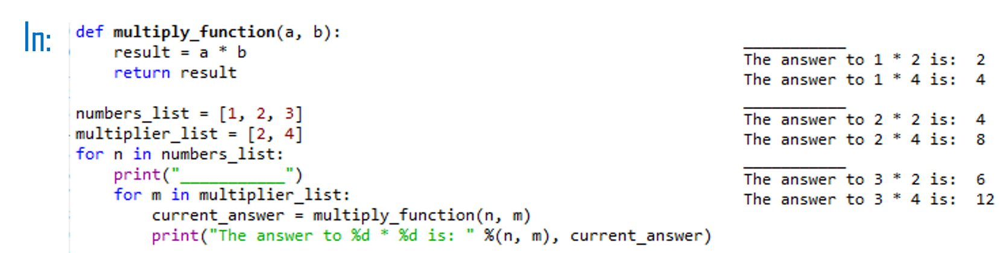 In:
def multiply_function(a, b):
    result = a * b
    return result
numbers_list = [1, 2, 3]
multiplier_list = [2, 4]
for n in numbers_list:
    print("___________")
    for m in multiplier_list:
        current_answer = multiply_function(n, m)
        print("The answer to %d * %d is: " %(n, m), current_answer)
___________
The answer to 1 * 2 is:  2
The answer to 1 * 4 is:  4
___________
The answer to 2 * 2 is:  4
The answer to 2 * 4 is:  8
___________
The answer to 3 * 2 is:  6
The answer to 3 * 4 is:  12